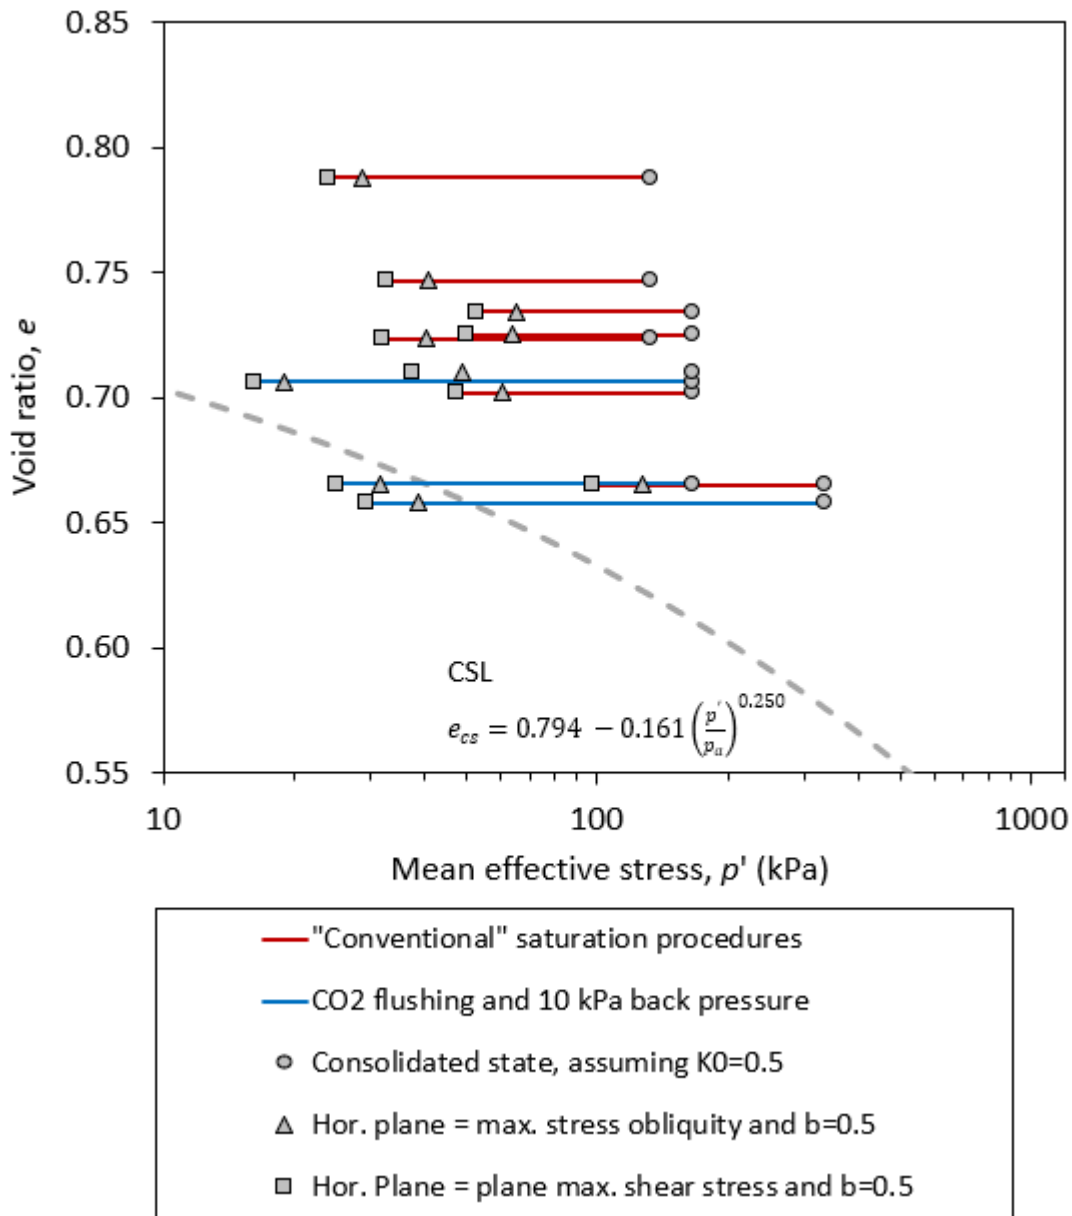 0.85
0.80
0.75
0.70
0.65
0.60
0.55
Void ratio, e
CSL
e_cs = 0.794 − 0.161 (p'/p_a)^0.250
10 100 1000
Mean effective stress, p' (kPa)
"Conventional" saturation procedures
CO2 flushing and 10 kPa back pressure
Consolidated state, assuming K0=0.5
Hor. plane = max. stress obliquity and b=0.5
Hor. Plane = plane max. shear stress and b=0.5